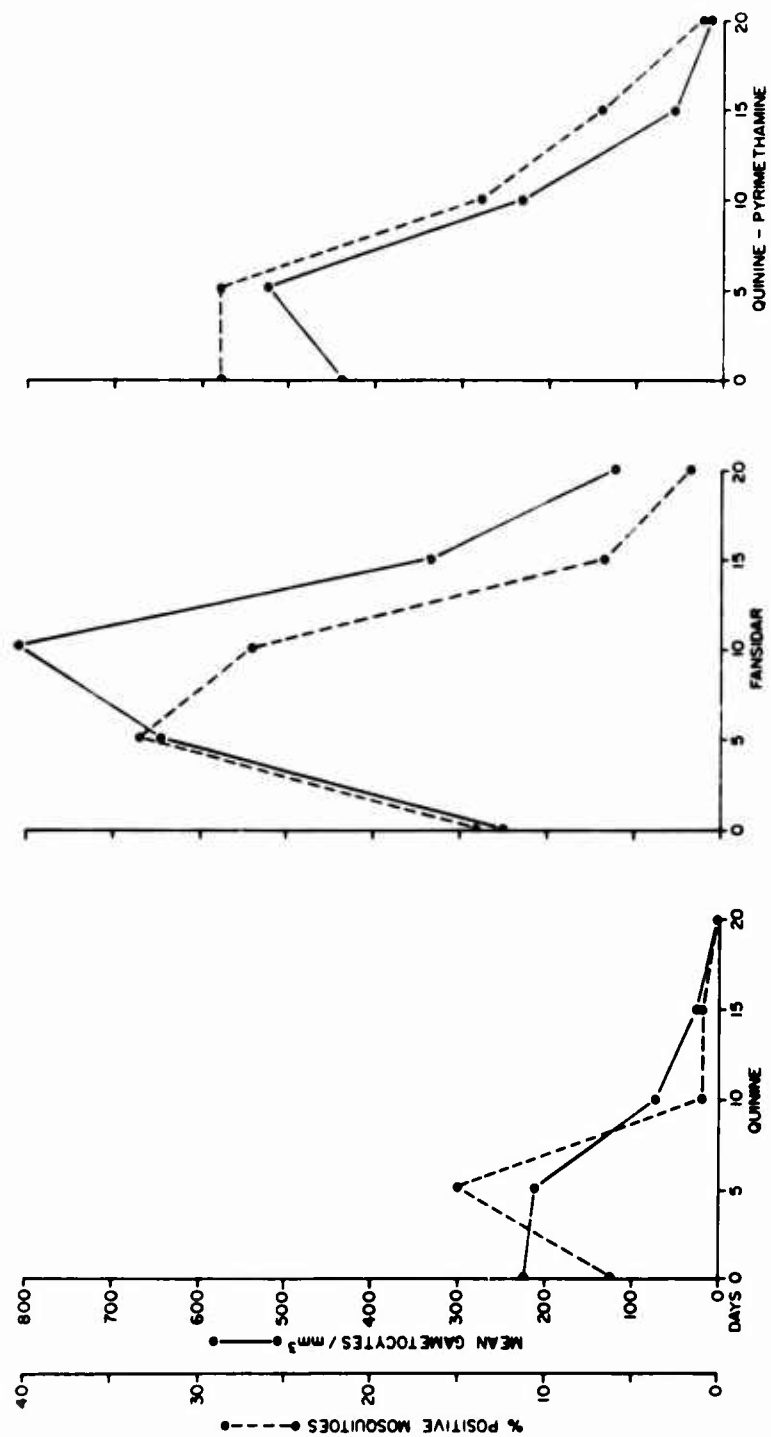 % POSITIVE MOSQUITOES
40
30
20
10
0
MEAN GAMETOCYTES / mm³
800
600
500
400
300
200
100
0
DAYS
0 5 10 15 20
QUININE
0 5 10 15 20
FANSIDAR
0 5 10 15 20
QUININE - PYRIMETHAMINE